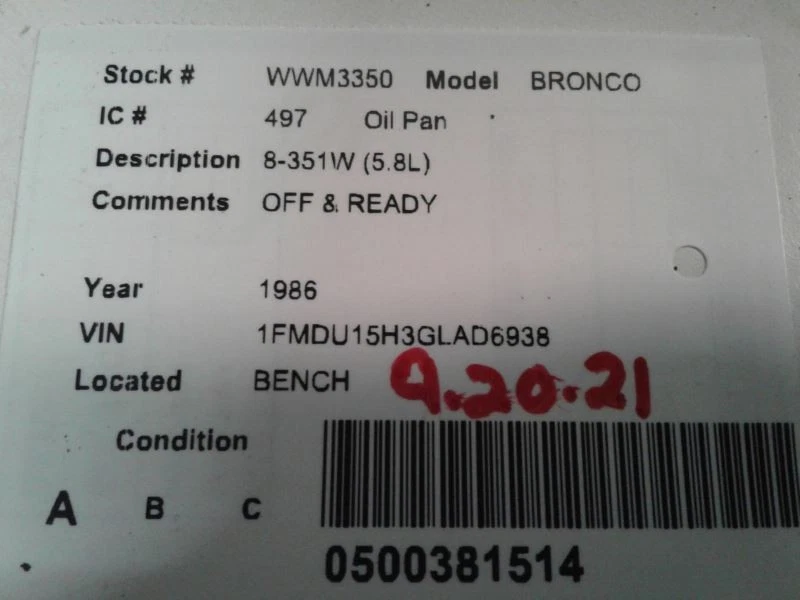 Stock # WWM3350 Model BRONCO
IC # 497 Oil Pan
Description 8-351W (5.8L)
Comments OFF & READY
Year 1986
VIN 1FMDU15H3GLAD6938
Located BENCH 9.20.21
Condition
A B C
0500381514